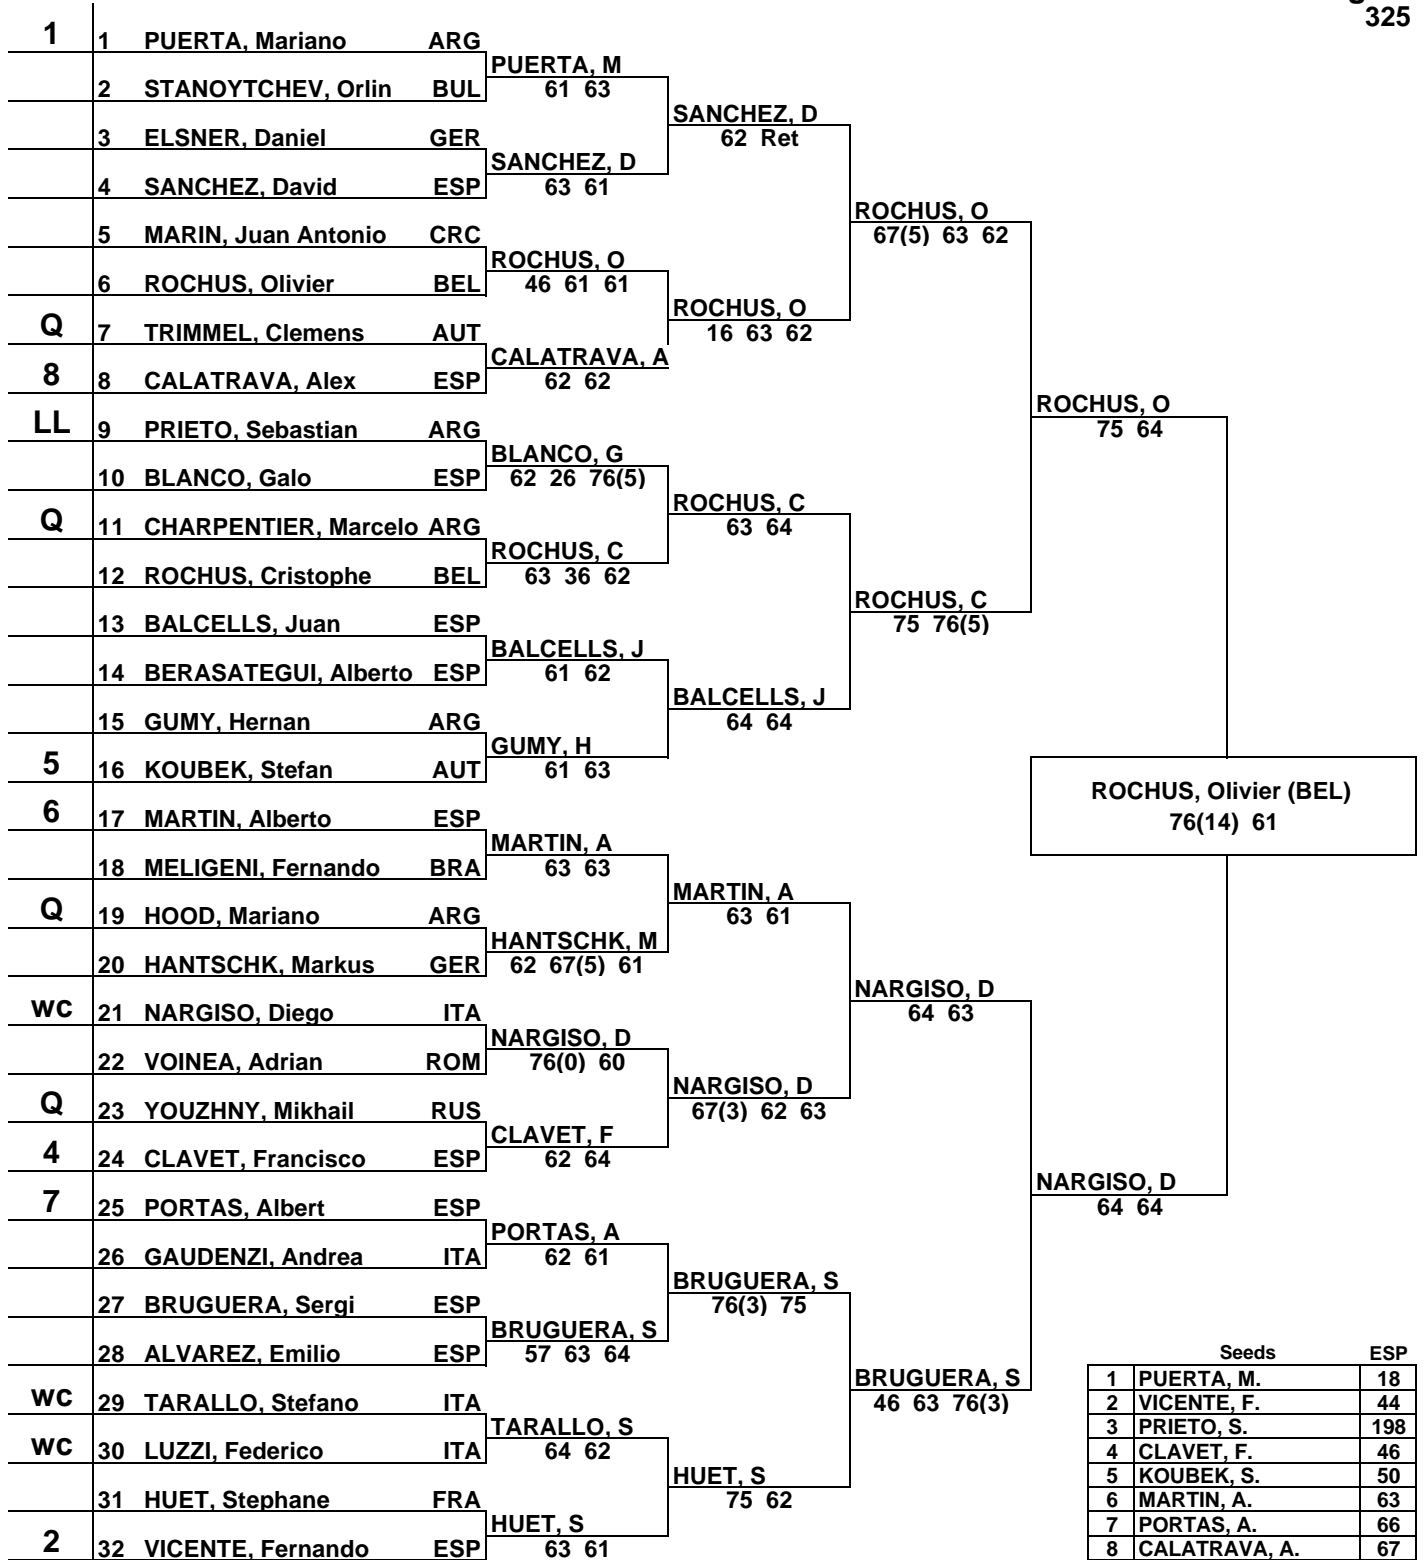 325
1 1 PUERTA, Mariano ARG
PUERTA, M
2 STANOYTCHEV, Orlin BUL 61 63
SANCHEZ, D
3 ELSNER, Daniel GER 62 Ret
SANCHEZ, D
4 SANCHEZ, David ESP 63 61
ROCHUS, O
5 MARIN, Juan Antonio CRC 67(5) 63 62
ROCHUS, O
6 ROCHUS, Olivier BEL 46 61 61
ROCHUS, O
Q 7 TRIMMEL, Clemens AUT 16 63 62
CALATRAVA, A
8 8 CALATRAVA, Alex ESP 62 62
ROCHUS, O
LL 9 PRIETO, Sebastian ARG 75 64
BLANCO, G
10 BLANCO, Galo ESP 62 26 76(5)
ROCHUS, C
Q 11 CHARPENTIER, Marcelo ARG 63 64
ROCHUS, C
12 ROCHUS, Cristophe BEL 63 36 62
ROCHUS, C
13 BALCELLS, Juan ESP 75 76(5)
BALCELLS, J
14 BERASATEGUI, Alberto ESP 61 62
BALCELLS, J
15 GUMY, Hernan ARG 64 64
GUMY, H
5 16 KOUBEK, Stefan AUT 61 63
ROCHUS, Olivier (BEL)
6 17 MARTIN, Alberto ESP 76(14) 61
MARTIN, A
18 MELIGENI, Fernando BRA 63 63
MARTIN, A
Q 19 HOOD, Mariano ARG 63 61
HANTSCHK, M
20 HANTSCHK, Markus GER 62 67(5) 61
NARGISO, D
WC 21 NARGISO, Diego ITA 64 63
NARGISO, D
22 VOINEA, Adrian ROM 76(0) 60
NARGISO, D
Q 23 YOUZHNY, Mikhail RUS 67(3) 62 63
CLAVET, F
4 24 CLAVET, Francisco ESP 62 64
NARGISO, D
7 25 PORTAS, Albert ESP 64 64
PORTAS, A
26 GAUDENZI, Andrea ITA 62 61
BRUGUERA, S
27 BRUGUERA, Sergi ESP 76(3) 75
BRUGUERA, S
28 ALVAREZ, Emilio ESP 57 63 64
Seeds ESP
BRUGUERA, S 1 PUERTA, M. 18
WC 29 TARALLO, Stefano ITA 46 63 76(3) 2 VICENTE, F. 44
TARALLO, S 3 PRIETO, S. 198
WC 30 LUZZI, Federico ITA 64 62 4 CLAVET, F. 46
HUET, S 5 KOUBEK, S. 50
31 HUET, Stephane FRA 75 62 6 MARTIN, A. 63
HUET, S 7 PORTAS, A. 66
2 32 VICENTE, Fernando ESP 63 61 8 CALATRAVA, A. 67